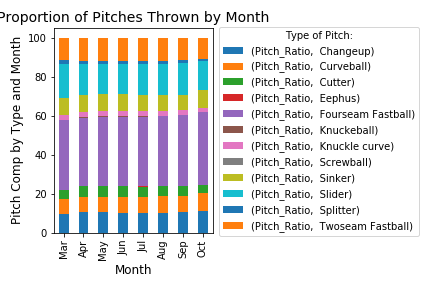 Proportion of Pitches Thrown by Month
Pitch Comp by Type and Month
100
80
60
40
20
0
Mar
Apr
May
Jun
Jul
Aug
Sep
Oct
Month
Type of Pitch:
(Pitch_Ratio, Changeup)
(Pitch_Ratio, Curveball)
(Pitch_Ratio, Cutter)
(Pitch_Ratio, Eephus)
(Pitch_Ratio, Fourseam Fastball)
(Pitch_Ratio, Knuckeball)
(Pitch_Ratio, Knuckle curve)
(Pitch_Ratio, Screwball)
(Pitch_Ratio, Sinker)
(Pitch_Ratio, Slider)
(Pitch_Ratio, Splitter)
(Pitch_Ratio, Twoseam Fastball)